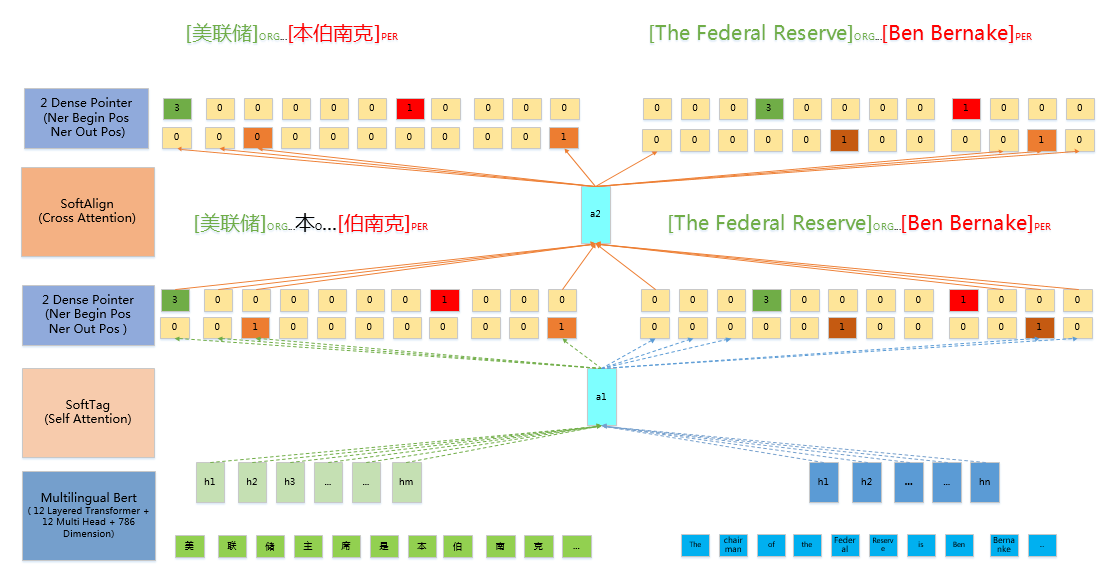 [美联储]ORG...[本伯南克]PER
[The Federal Reserve]ORG...[Ben Bernake]PER
2 Dense Pointer
(Ner Begin Pos
Ner Out Pos)
3 0 0 0 0 0 1 0 0 0 0
0 0 0 0 0 0 0 0 0 0 1
0 0 0 3 0 0 0 0 1 0 0 0
0 0 0 0 0 1 0 0 0 0 1 0
SoftAlign
(Cross Attention)
a2
[美联储]ORG...本O...[伯南克]PER
[The Federal Reserve]ORG...[Ben Bernake]PER
2 Dense Pointer
(Ner Begin Pos
Ner Out Pos )
3 0 0 0 0 0 0 1 0 0 0
0 0 1 0 0 0 0 0 0 0 1
0 0 0 3 0 0 0 0 1 0 0 0
0 0 0 0 0 1 0 0 0 0 1 0
SoftTag
(Self Attention)
a1
Multilingual Bert
( 12 Layered Transformer +
12 Multi Head + 786
Dimension)
h1 h2 h3 ... ... hm
h1 h2 ... ... hn
美 联 储 主 席 是 本 伯 南 克 ...
The chair
man of the Feder
al Reserv
e is Ben Berna
nke ..